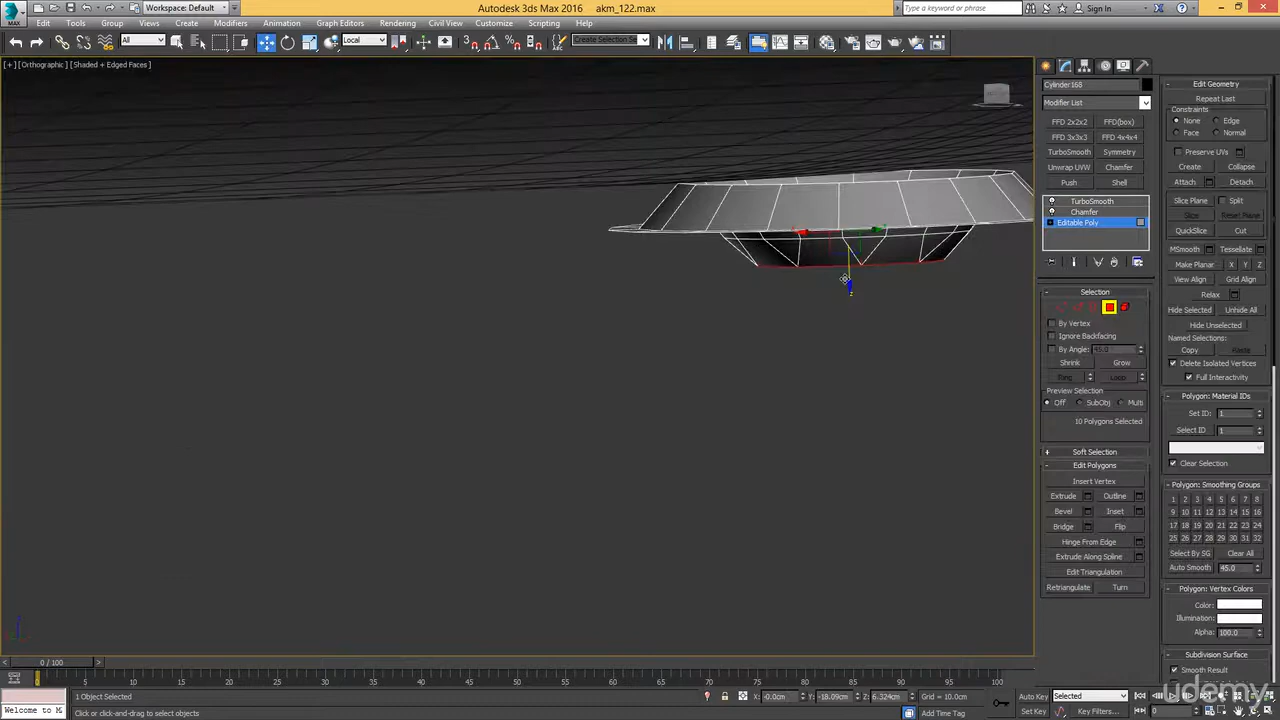 Autodesk 3ds Max 2016 akm_122.max
Workspace: Default
Type a keyword or phrase
Sign In
Edit Tools Group Views Create Modifiers Animation Graph Editors Rendering Civil View Customize Scripting Help
All
Local
Create Selection Se
[+] [Orthographic] [Shaded + Edged Faces]
z
Cylinder168
Modifier List
FFD 2x2x2 FFD(box)
FFD 3x3x3 FFD 4x4x4
TurboSmooth Symmetry
Unwrap UVW Chamfer
Push Shell
TurboSmooth
Chamfer
Editable Poly
Selection
By Vertex
Ignore Backfacing
By Angle: 45.0
Shrink Grow
Ring Loop
Preview Selection
Off SubObj Multi
10 Polygons Selected
Soft Selection
Edit Polygons
Insert Vertex
Extrude Outline
Bevel Inset
Bridge Flip
Hinge From Edge
Extrude Along Spline
Edit Triangulation
Retriangulate Turn
Edit Geometry
Repeat Last
Constraints
None Edge
Face Normal
Preserve UVs
Create Collapse
Attach Detach
Slice Plane Split
Slice Reset Plane
QuickSlice Cut
MSmooth Tessellate
Make Planar X Y Z
View Align Grid Align
Relax
Hide Selected Unhide All
Hide Unselected
Named Selections:
Copy Paste
Delete Isolated Vertices
Full Interactivity
Polygon: Material IDs
Set ID: 1
Select ID 1
Clear Selection
Polygon: Smoothing Groups
1 2 3 4 5 6 7 8
9 10 11 12 13 14 15 16
17 18 19 20 21 22 23 24
25 26 27 28 29 30 31 32
Select By SG Clear All
Auto Smooth 45.0
Polygon: Vertex Colors
Color:
Illumination:
Alpha: 100.0
Subdivision Surface
Smooth Result
0 / 100
0 5 10 15 20 25 30 35 40 45 50 55 60 65 70 75 80 85 90 95 100
1 Object Selected
X: -0.0cm Y: -18.09cm Z: 6.324cm
Grid = 10.0cm
Auto Key Selected
Welcome to M
Click or click-and-drag to select objects
Add Time Tag
Set Key Key Filters...
0
udemy